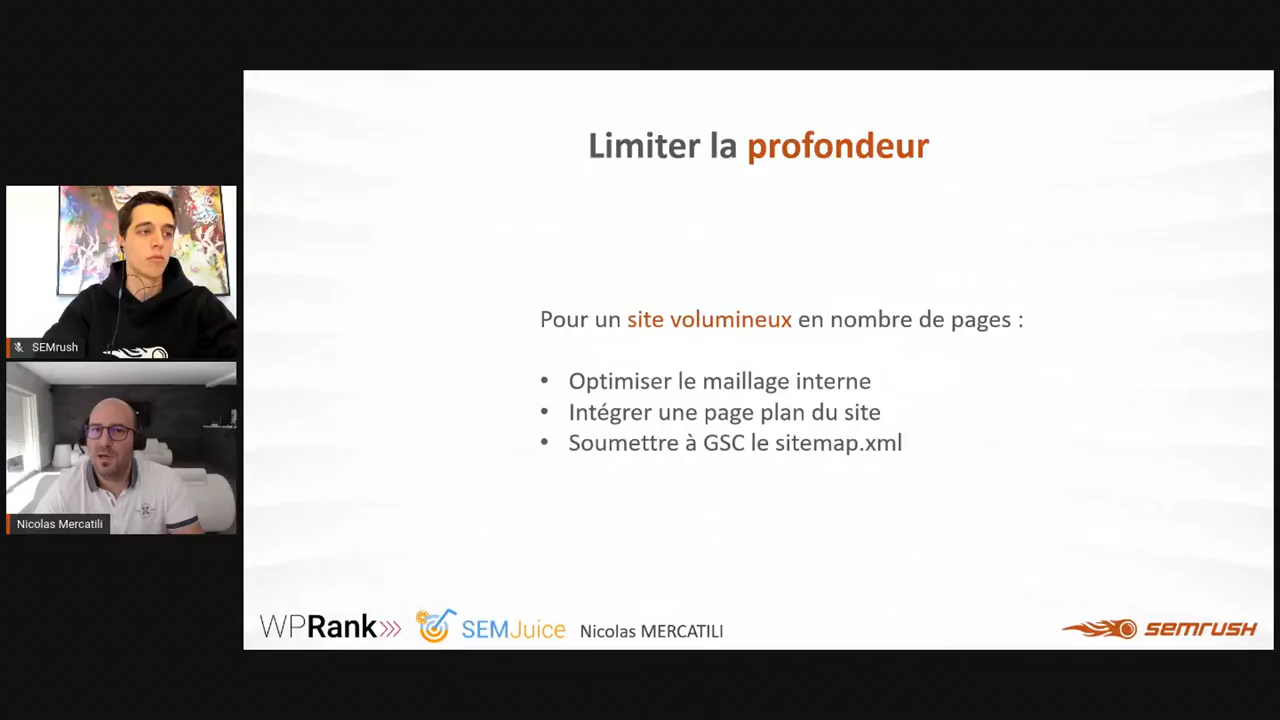 Limiter la profondeur
SEMrush
Pour un site volumineux en nombre de pages :
• Optimiser le maillage interne
• Intégrer une page plan du site
• Soumettre à GSC le sitemap.xml
Nicolas Mercatili
WPRank
SEMJuice
Nicolas MERCATILI
semrush